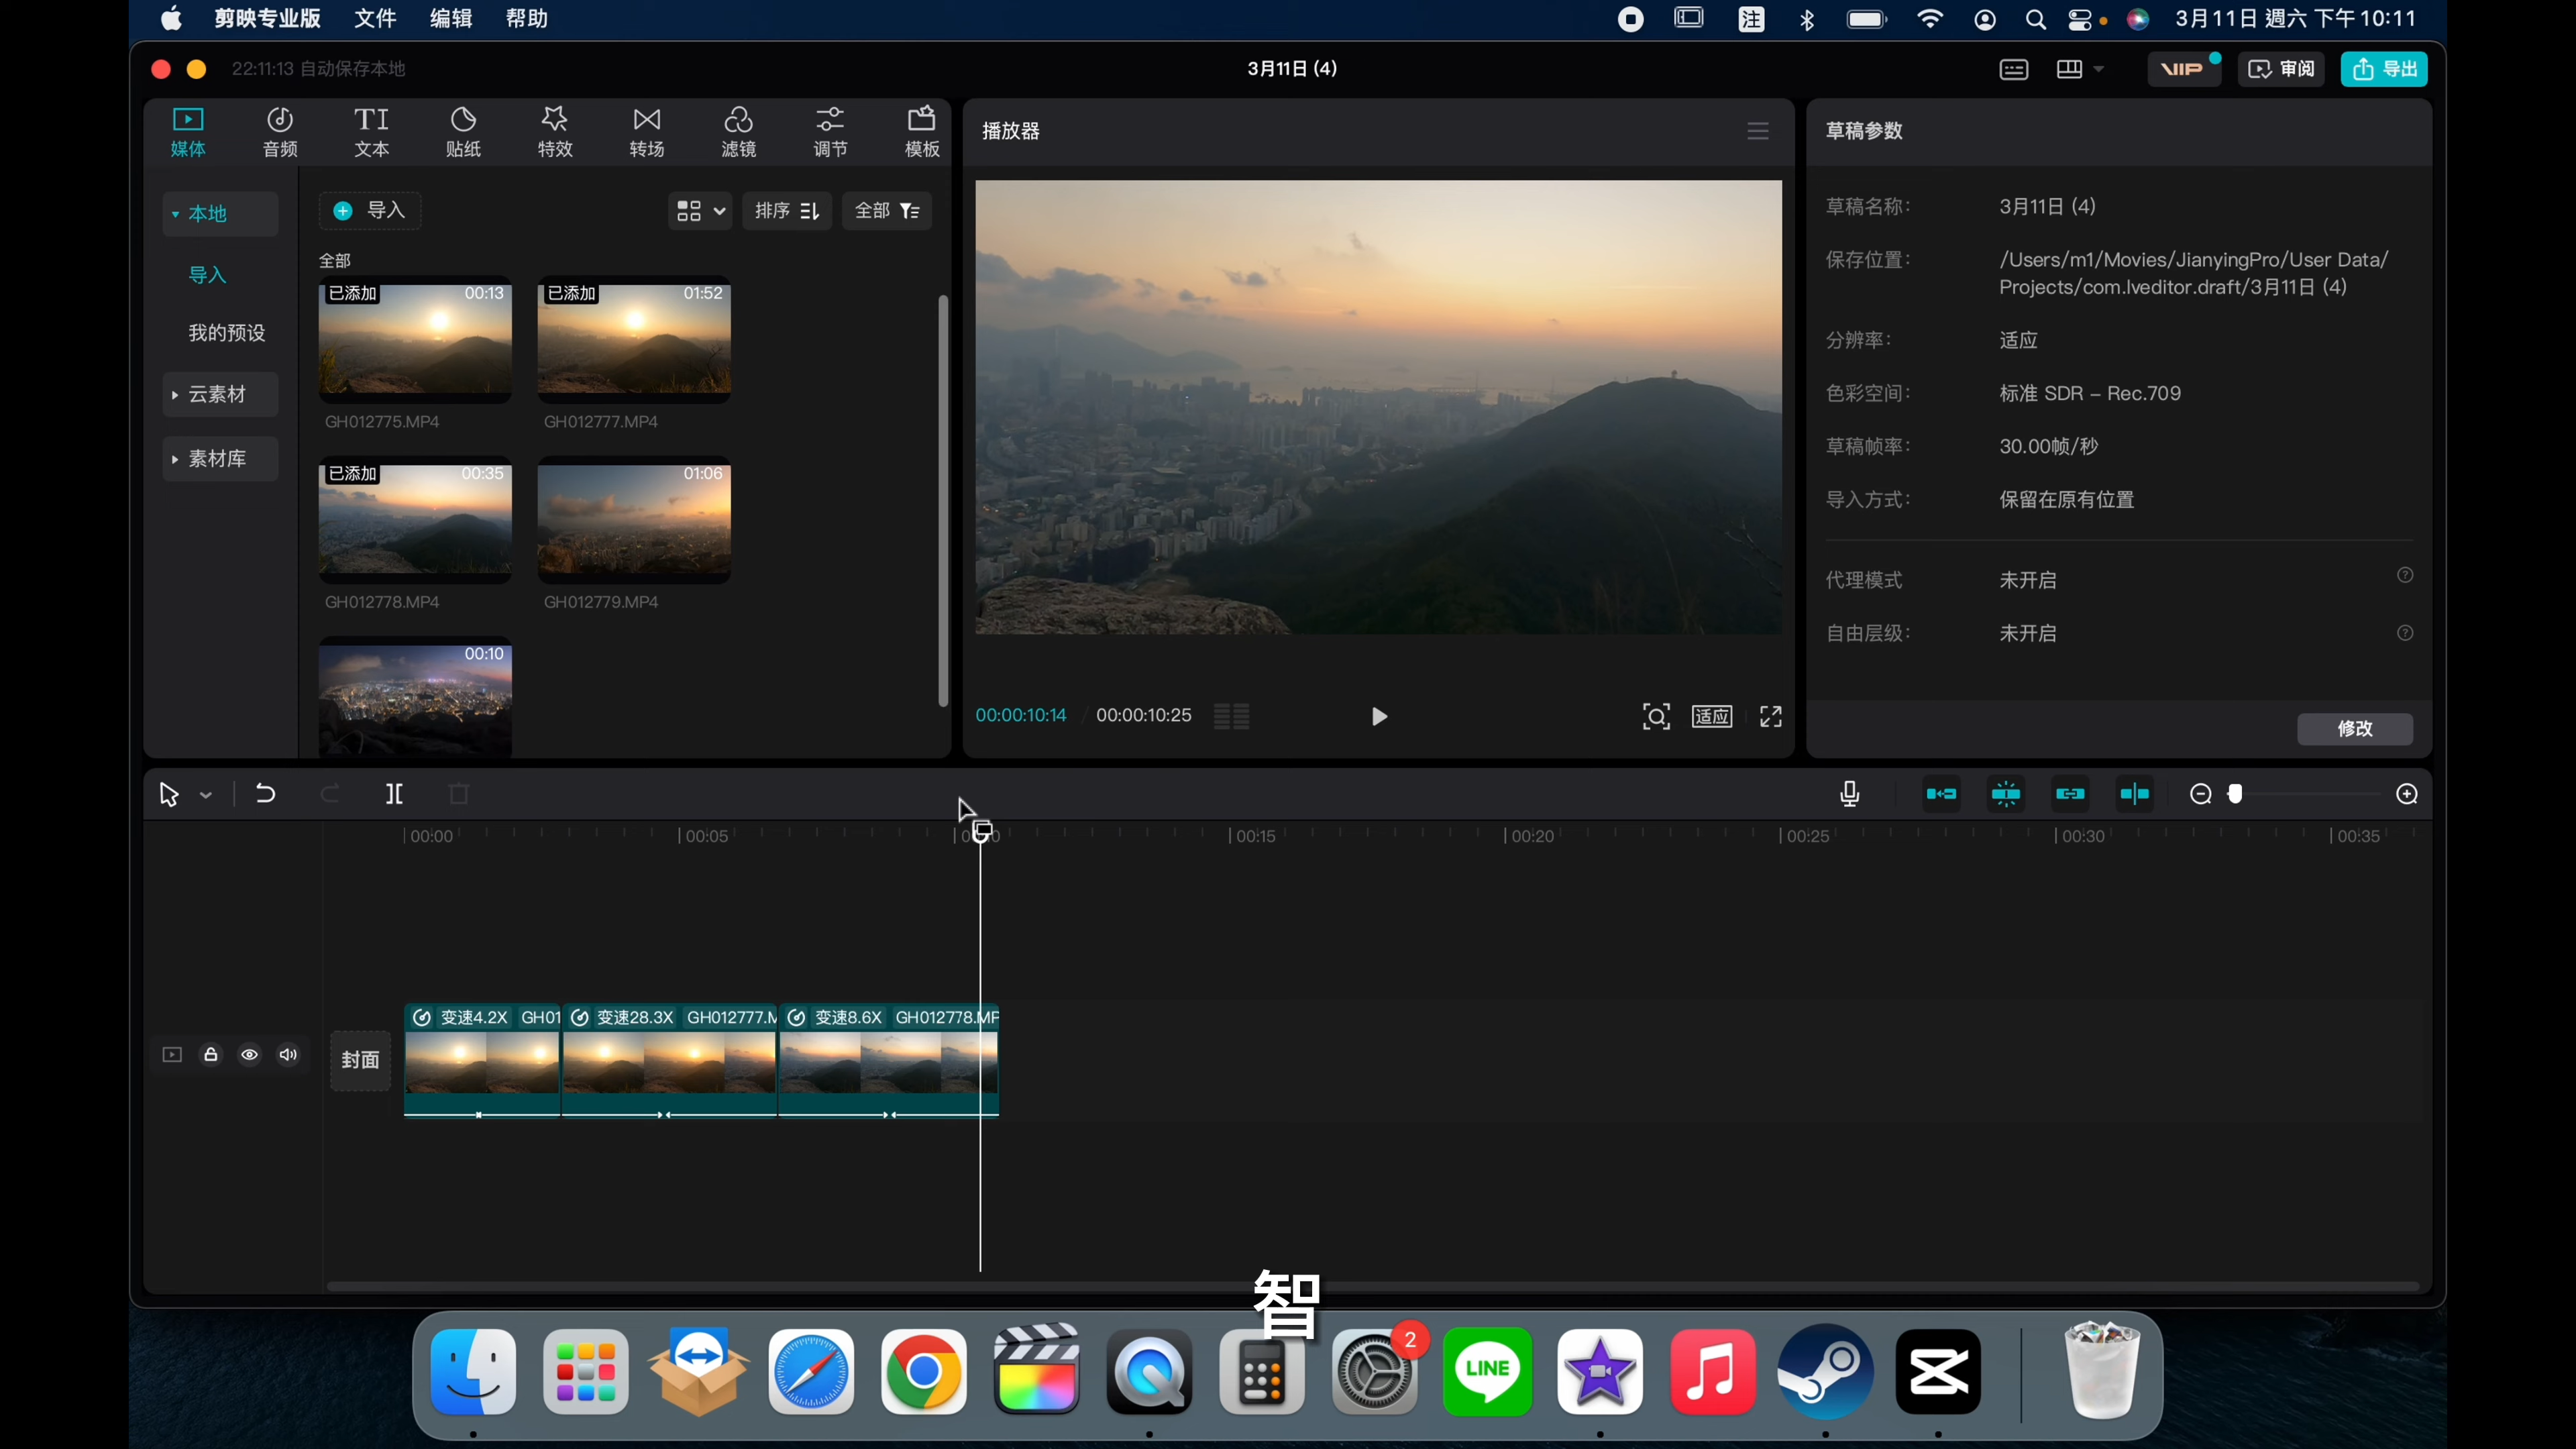 剪映专业版 文件 编辑 帮助
注
3月11日 週六 下午10:11
22:11:13 自动保存本地
3月11日 (4)
VIP
审阅
导出
媒体
音频
TI
文本
贴纸
特效
转场
滤镜
调节
模板
本地
导入
我的预设
云素材
素材库
导入
排序
全部
全部
已添加 00:13
GH012775.MP4
已添加 01:52
GH012777.MP4
已添加 00:35
GH012778.MP4
01:06
GH012779.MP4
00:10
播放器
00:00:10:14 / 00:00:10:25
适应
草稿参数
草稿名称: 3月11日 (4)
保存位置: /Users/m1/Movies/JianyingPro/User Data/
Projects/com.lveditor.draft/3月11日 (4)
分辨率: 适应
色彩空间: 标准 SDR – Rec.709
草稿帧率: 30.00帧/秒
导入方式: 保留在原有位置
代理模式 未开启
自由层级: 未开启
修改
00:00 00:05 00:15 00:20 00:25 00:30 00:35
封面
变速4.2X GH01
变速28.3X GH012777.M
变速8.6X GH012778.MP
智
2
LINE